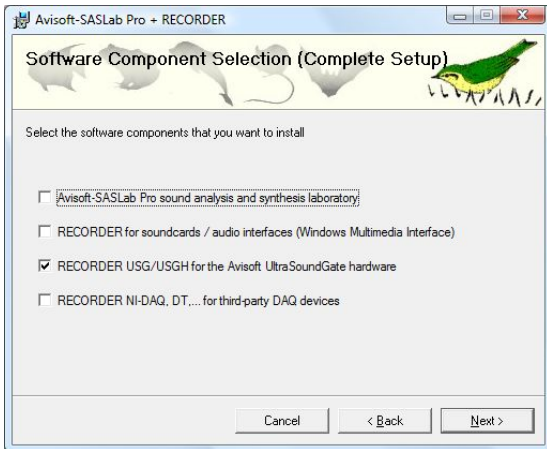 Avisoft-SASLab Pro + RECORDER
Software Component Selection (Complete Setup)
Select the software components that you want to install
Avisoft-SASLab Pro sound analysis and synthesis laboratory
RECORDER for soundcards / audio interfaces (Windows Multimedia Interface)
RECORDER USG/USGH for the Avisoft UltraSoundGate hardware
RECORDER NI-DAQ, DT,... for third-party DAQ devices
Cancel < Back Next >